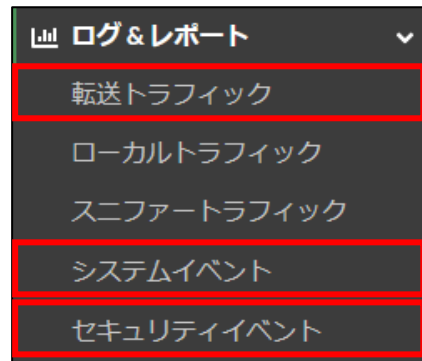 ログ&レポート
転送トラフィック
ローカルトラフィック
スニファートラフィック
システムイベント
セキュリティイベント